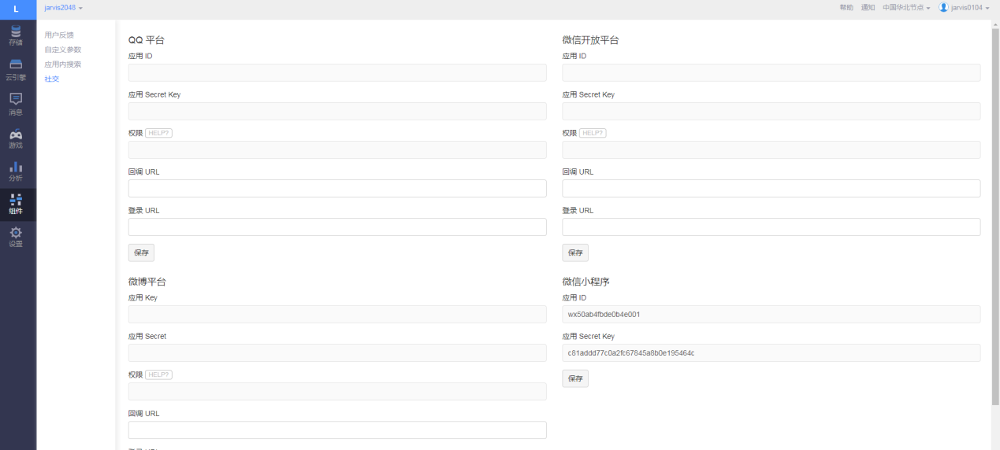 L
jarvis2048
帮助 通知 中国华北节点 jarvis0104
存储
云引擎
消息
游戏
分析
组件
设置
用户反馈
自定义参数
应用内搜索
社交
QQ 平台
应用 ID
应用 Secret Key
权限 HELP?
回调 URL
登录 URL
保存
微信开放平台
应用 ID
应用 Secret Key
权限 HELP?
回调 URL
登录 URL
保存
微博平台
应用 Key
应用 Secret
权限 HELP?
回调 URL
微信小程序
应用 ID
wx50ab4fbde0b4e001
应用 Secret Key
c81addd77c0a2fc67845a8b0e195464c
保存